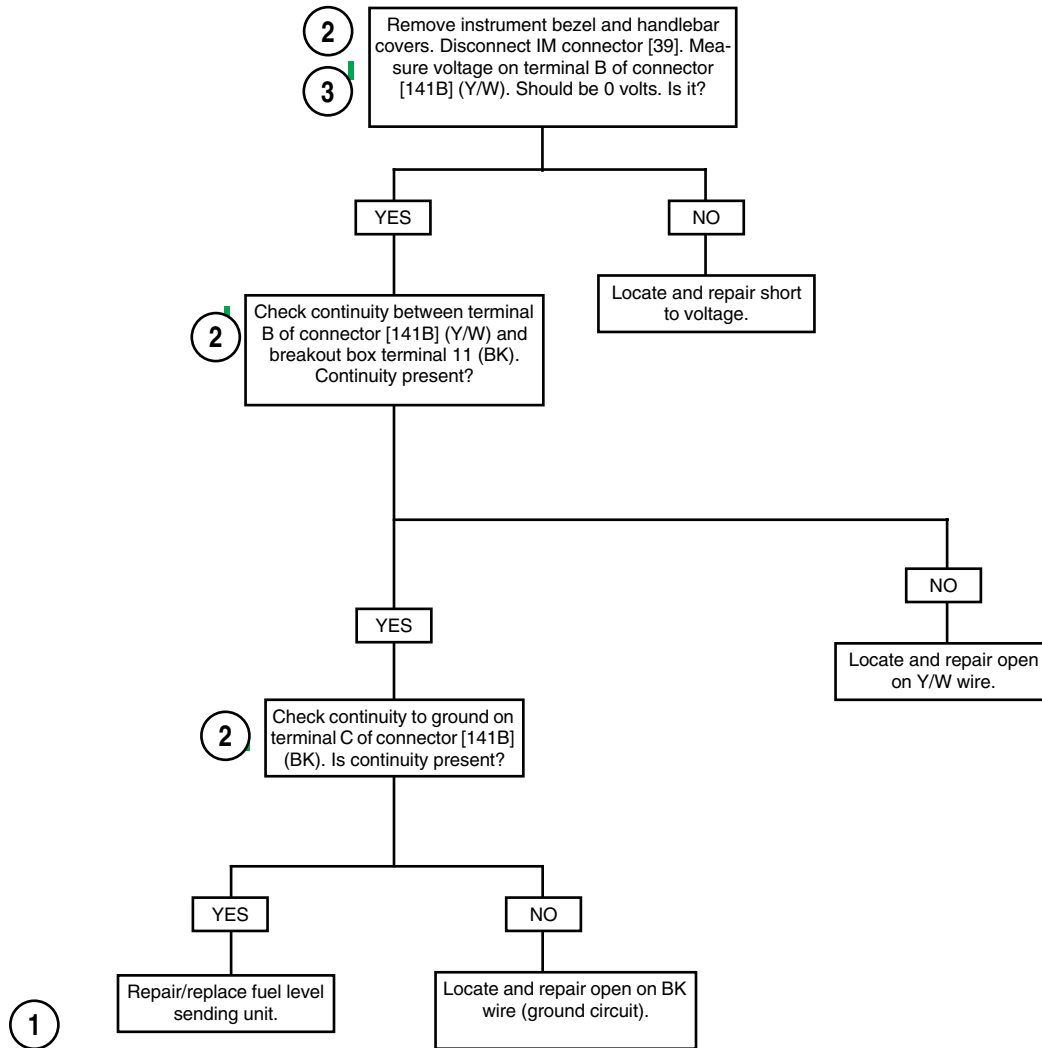 2
3
Remove instrument bezel and handlebar
covers. Disconnect IM connector [39]. Mea-
sure voltage on terminal B of connector
[141B] (Y/W). Should be 0 volts. Is it?
YES
NO
Locate and repair short
to voltage.
2
Check continuity between terminal
B of connector [141B] (Y/W) and
breakout box terminal 11 (BK).
Continuity present?
NO
YES
Locate and repair open
on Y/W wire.
2
Check continuity to ground on
terminal C of connector [141B]
(BK). Is continuity present?
YES
NO
Repair/replace fuel level
sending unit.
Locate and repair open on BK
wire (ground circuit).
1